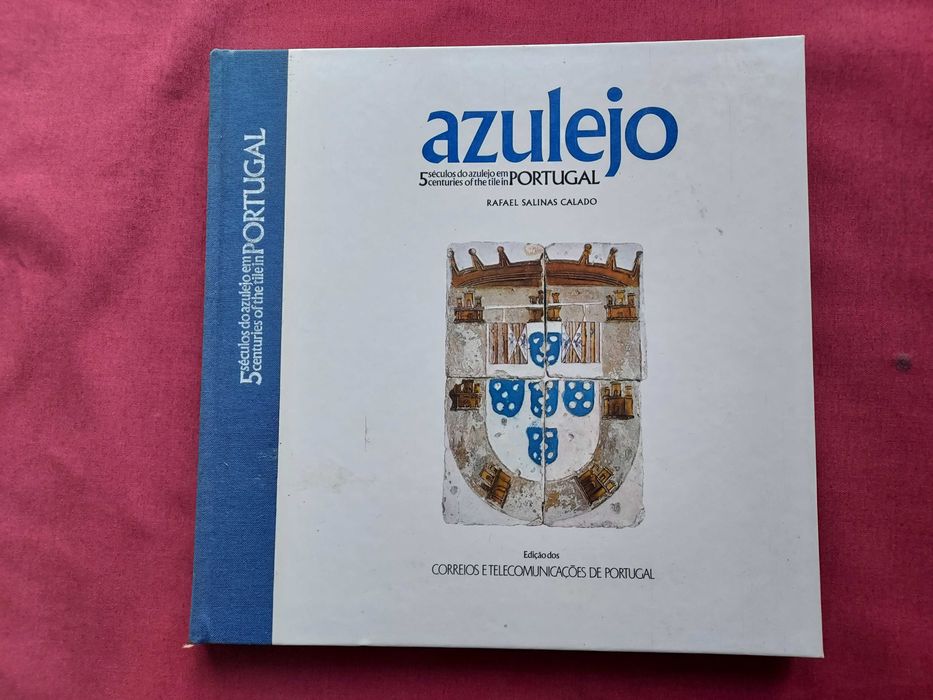 5 séculos do azulejo em PORTUGAL
centuries of the tile in
azulejo
5 séculos do azulejo em PORTUGAL
centuries of the tile in
RAFAEL SALINAS CALADO
Edição dos
CORREIOS E TELECOMUNICAÇÕES DE PORTUGAL